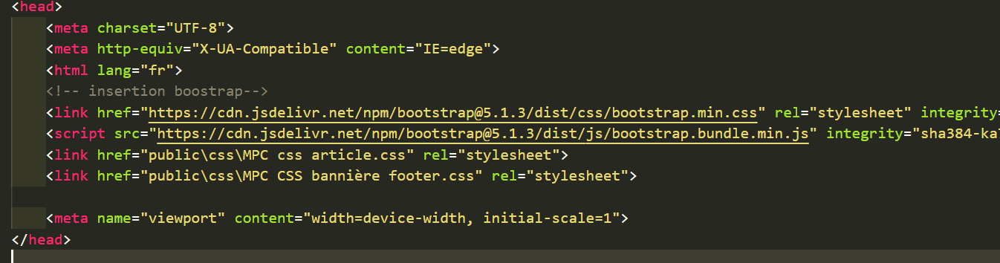 <head>
<meta charset="UTF-8">
<meta http-equiv="X-UA-Compatible" content="IE=edge">
<html lang="fr">
<!-- insertion boostrap-->
<link href="https://cdn.jsdelivr.net/npm/bootstrap@5.1.3/dist/css/bootstrap.min.css" rel="stylesheet" integrity=
<script src="https://cdn.jsdelivr.net/npm/bootstrap@5.1.3/dist/js/bootstrap.bundle.min.js" integrity="sha384-ka7
<link href="public\css\MPC css article.css" rel="stylesheet">
<link href="public\css\MPC CSS bannière footer.css" rel="stylesheet">
<meta name="viewport" content="width=device-width, initial-scale=1">
</head>